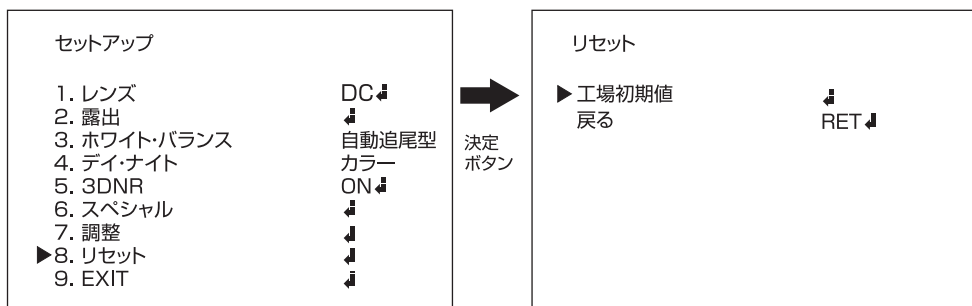 セットアップ
1. レンズ DC↲
2. 露出 ↲
3. ホワイト・バランス 自動追尾型
4. デイ・ナイト カラー
5. 3DNR ON↲
6. スペシャル ↲
7. 調整 ↲
▶8. リセット ↲
9. EXIT ↲
決定
ボタン
リセット
▶工場初期値 ↲
戻る RET↲